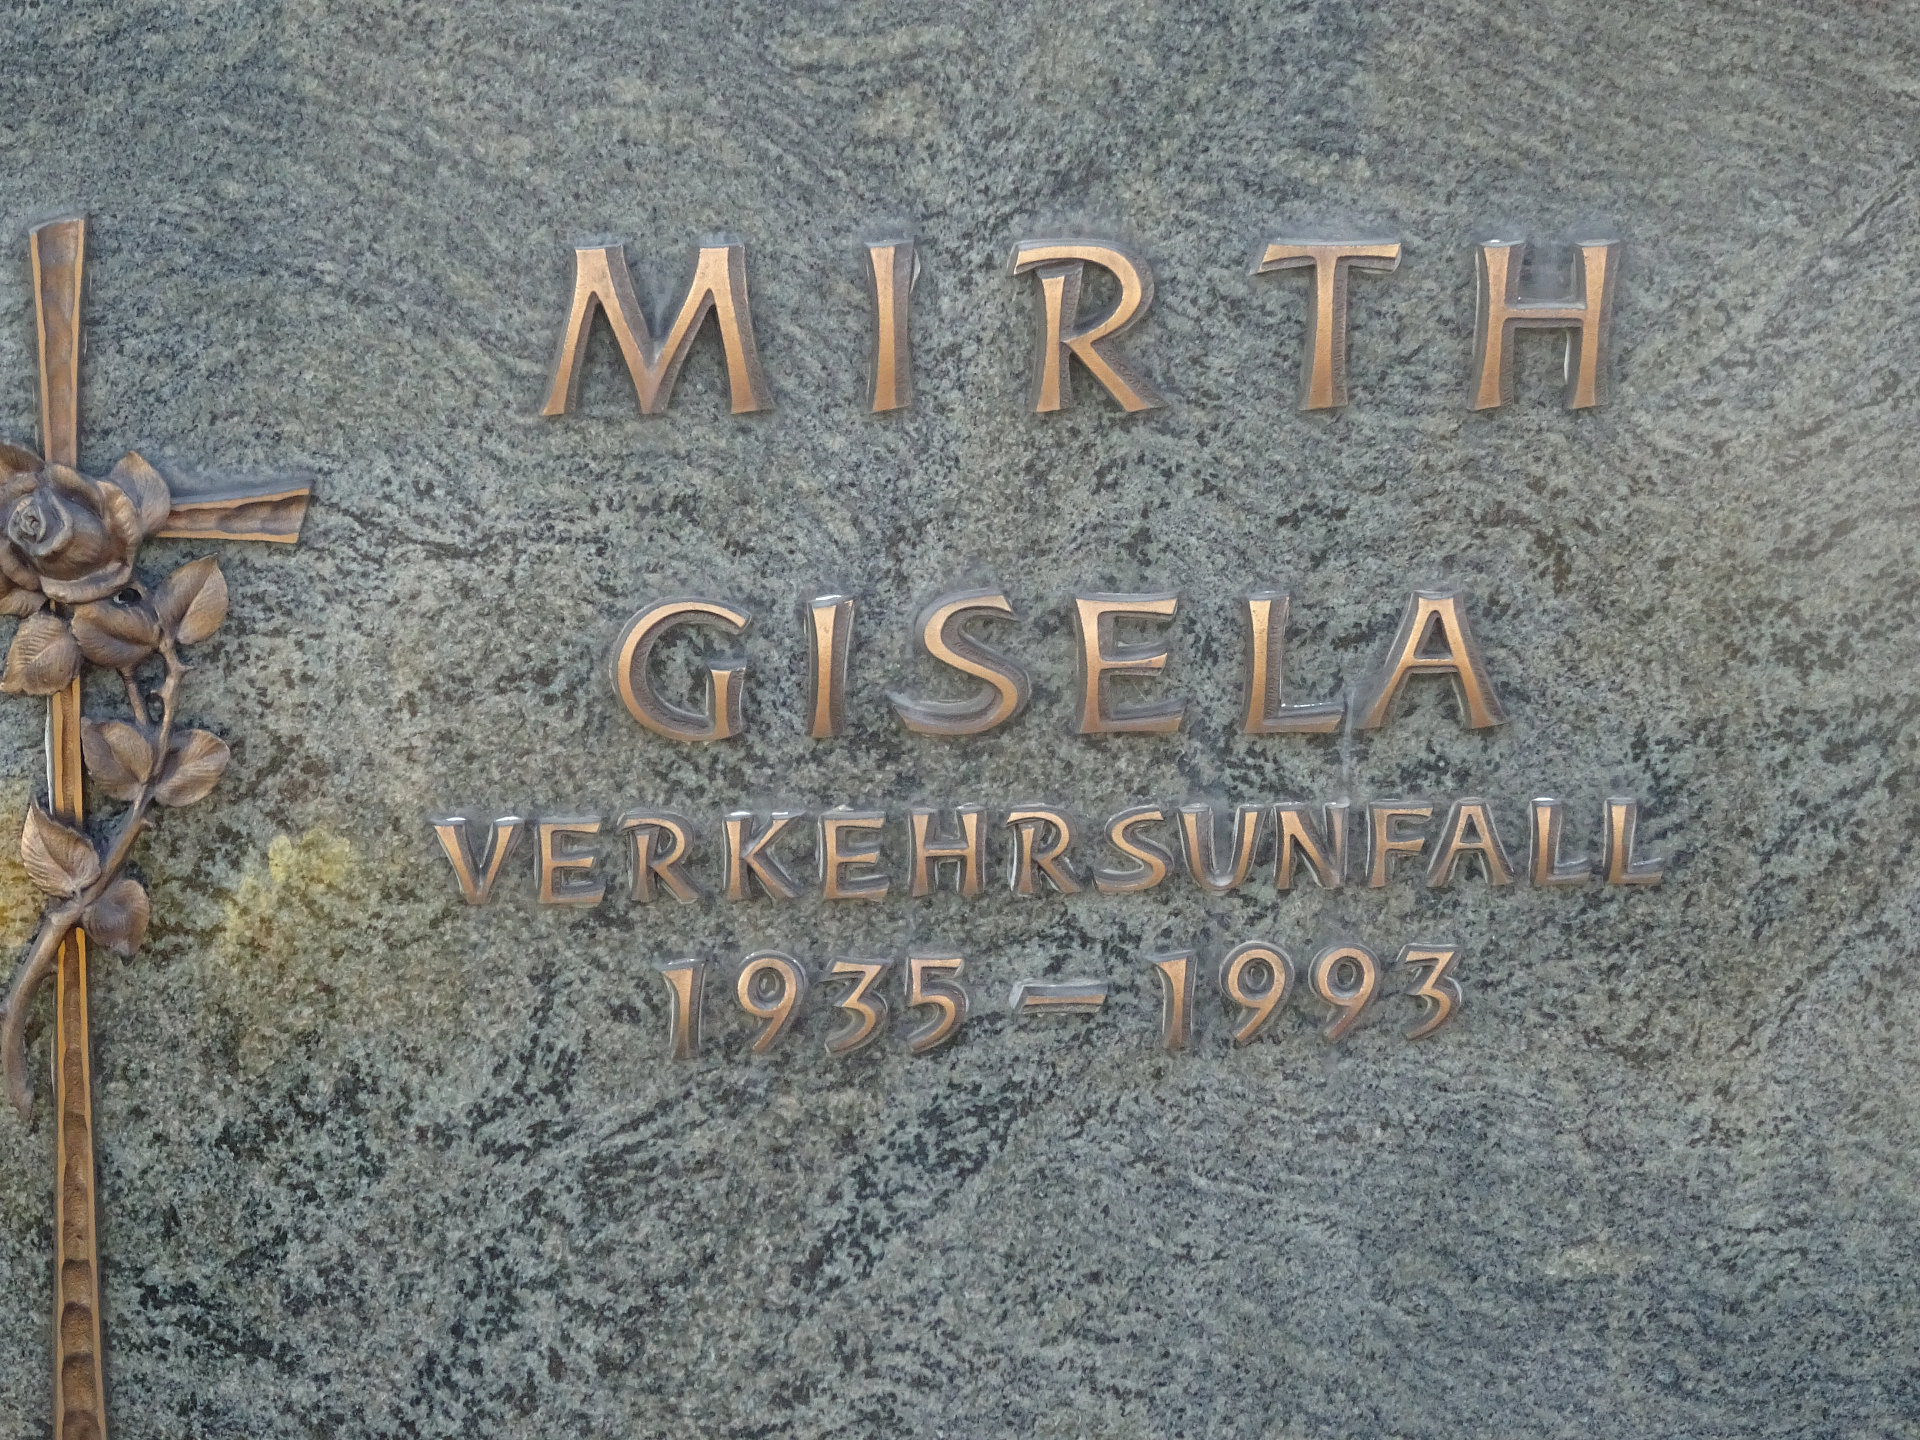 MIRTH
GISELA
VERKEHRSUNFALL
1935 – 1993